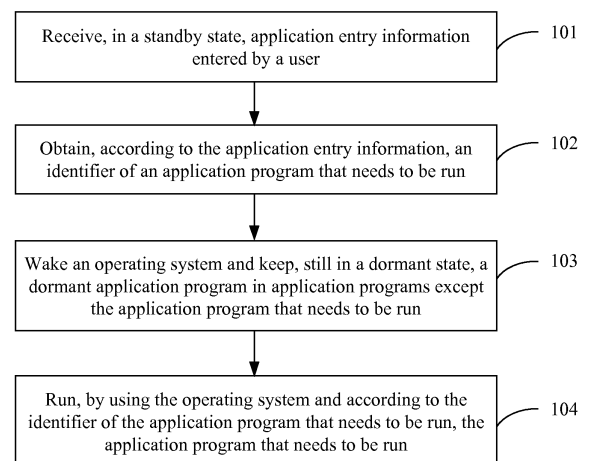 Receive, in a standby state, application entry information
entered by a user
101
Obtain, according to the application entry information, an
identifier of an application program that needs to be run
102
Wake an operating system and keep, still in a dormant state, a
dormant application program in application programs except
the application program that needs to be run
103
Run, by using the operating system and according to the
identifier of the application program that needs to be run, the
application program that needs to be run
104